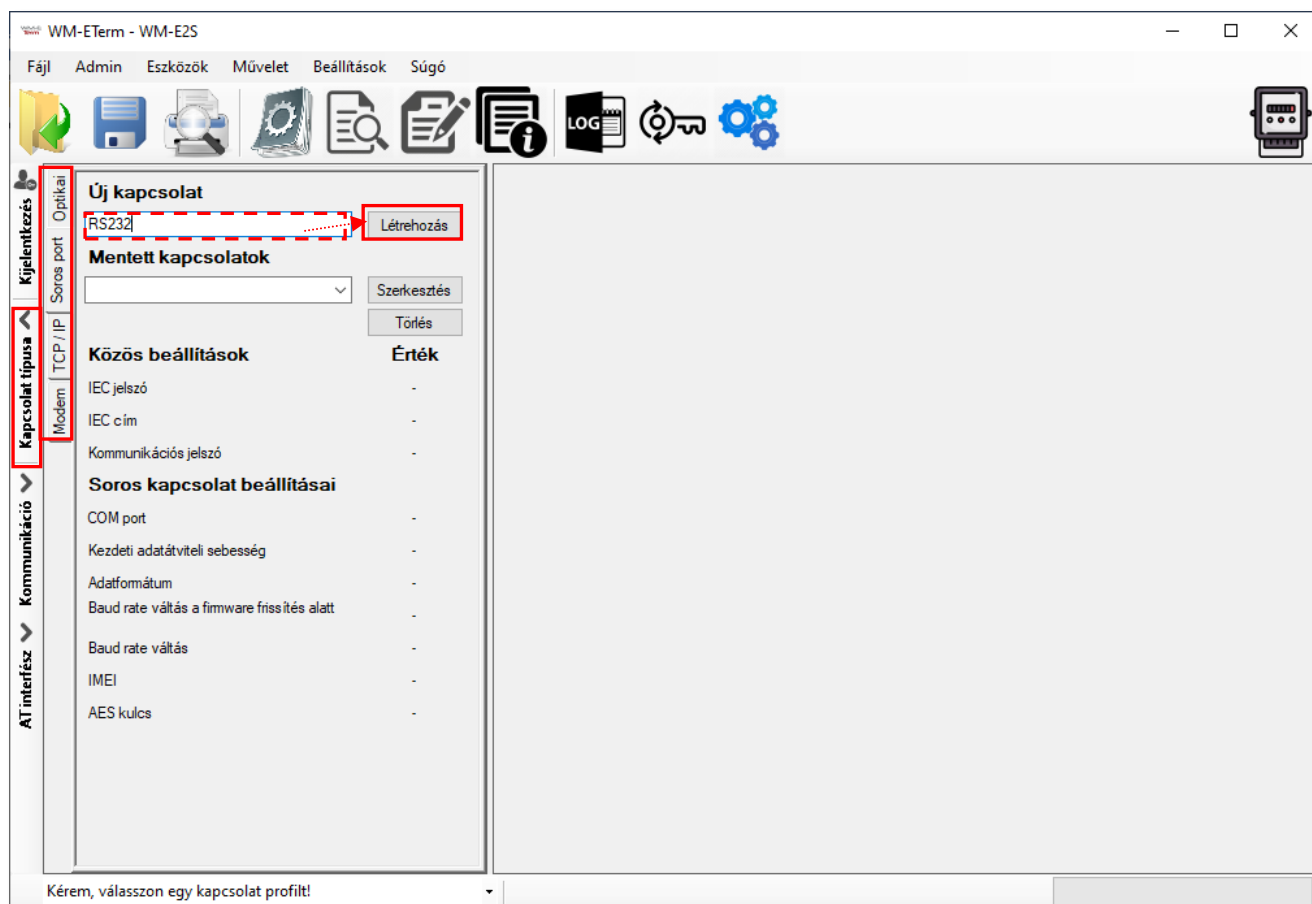 WM-ETerm - WM-E2S
Fájl Admin Eszközök Művelet Beállítások Súgó
LOG
Kijelentkezés
Kapcsolat típusa
Kommunikáció
AT interfész
Optikai
Soros port
TCP / IP
Modem
Új kapcsolat
RS232 Létrehozás
Mentett kapcsolatok
Szerkesztés
Törlés
Közös beállítások Érték
IEC jelszó -
IEC cím -
Kommunikációs jelszó -
Soros kapcsolat beállításai
COM port -
Kezdeti adatátviteli sebesség -
Adatformátum -
Baud rate váltás a firmware frissítés alatt -
Baud rate váltás -
IMEI -
AES kulcs -
Kérem, válasszon egy kapcsolat profilt!